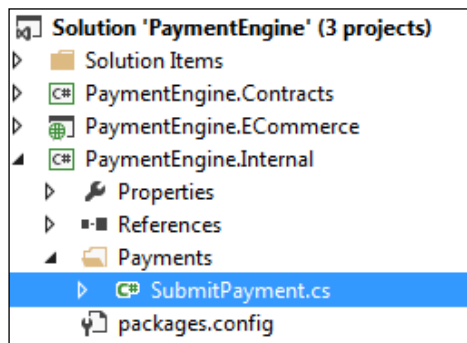 Solution 'PaymentEngine' (3 projects)
Solution Items
C# PaymentEngine.Contracts
PaymentEngine.ECommerce
C# PaymentEngine.Internal
Properties
References
Payments
C# SubmitPayment.cs
packages.config